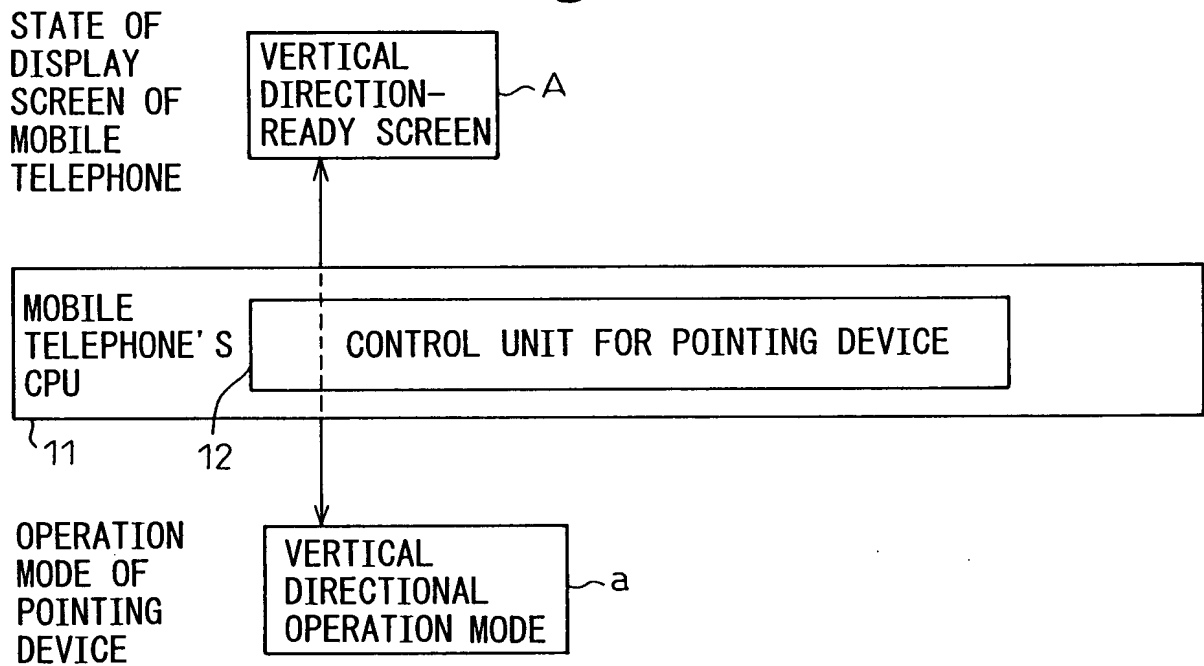 STATE OF
DISPLAY
SCREEN OF
MOBILE
TELEPHONE
VERTICAL
DIRECTION-
READY SCREEN
A
MOBILE
TELEPHONE'S
CPU
CONTROL UNIT FOR POINTING DEVICE
11
12
OPERATION
MODE OF
POINTING
DEVICE
VERTICAL
DIRECTIONAL
OPERATION MODE
a